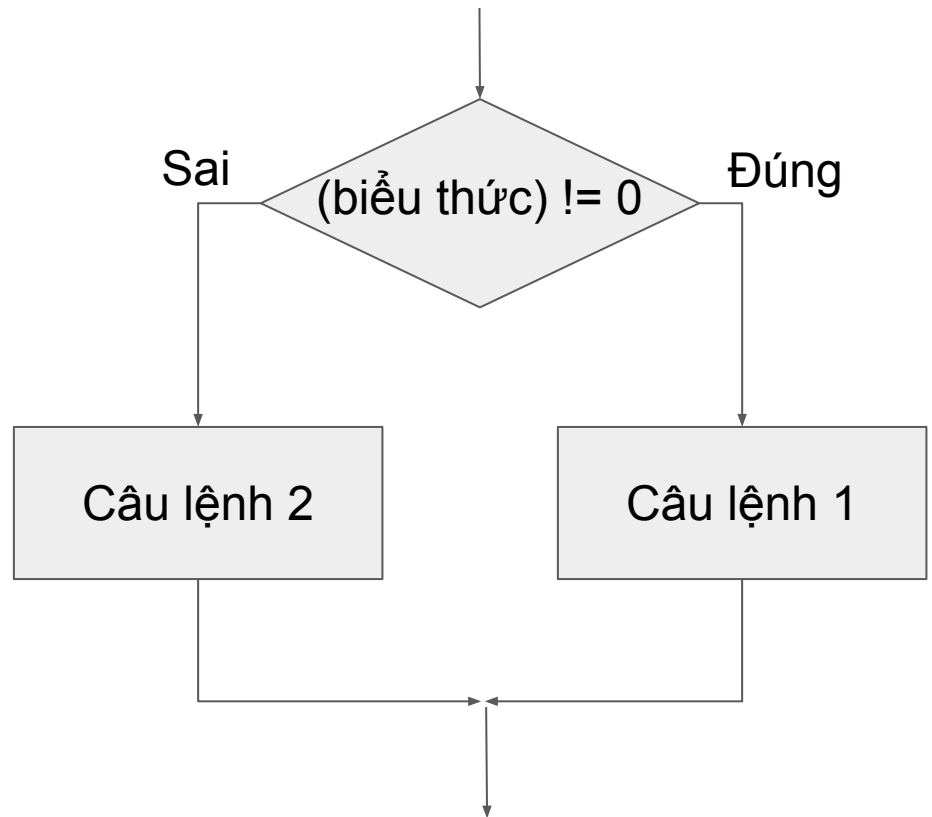 Sai
Đúng
(biểu thức) != 0
Câu lệnh 2
Câu lệnh 1